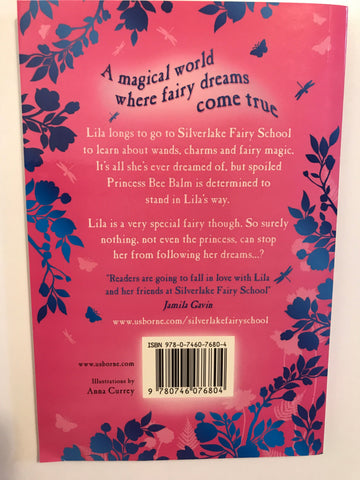 A magical world
where fairy dreams
come true
Lila longs to go to Silverlake Fairy School
to learn about wands, charms and fairy magic.
It's all she's ever dreamed of, but spoiled
Princess Bee Balm is determined to
stand in Lila's way.
Lila is a very special fairy though. So surely
nothing, not even the princess, can stop
her from following her dreams...?
"Readers are going to fall in love with Lila
and her friends at Silverlake Fairy School"
Jamila Gavin
www.usborne.com/silverlakefairyschool
ISBN 978-0-7460-7680-4
www.usborne.com
Illustrations by
Anna Currey
9 780746 076804